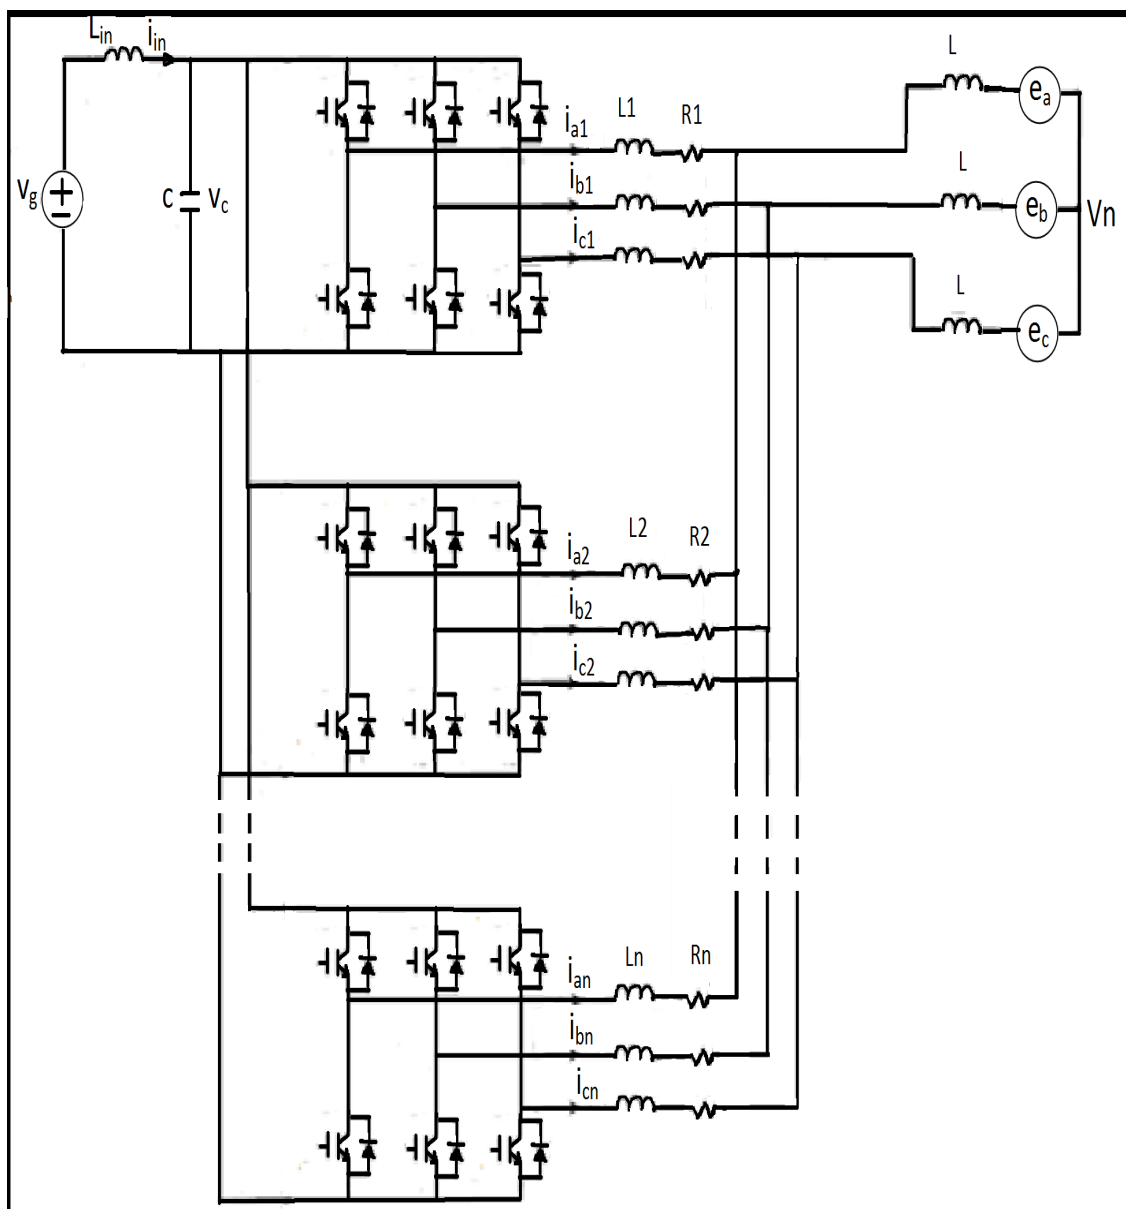 Lin iin
L
ea
ia1 L1 R1
vg + −
C vc
ib1
L
eb Vn
ic1
L
ec
ia2 L2 R2
ib2
ic2
ian Ln Rn
ibn
icn